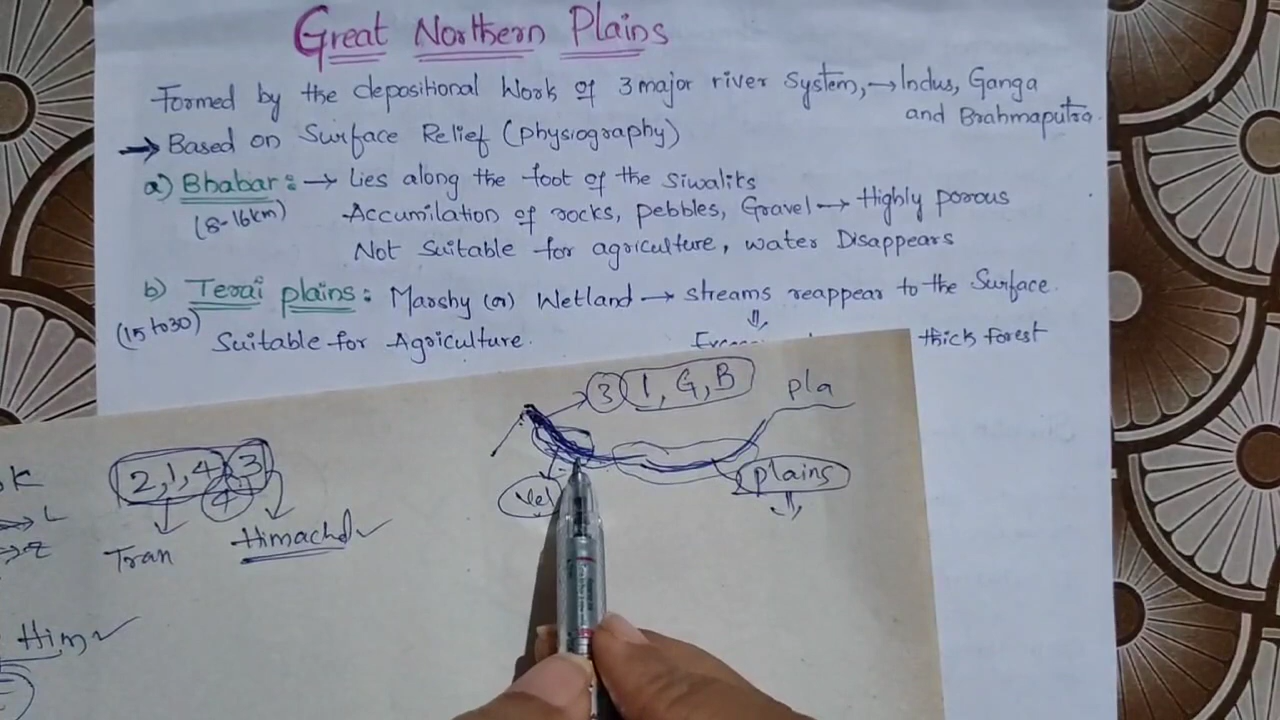 Great Northern Plains
Formed by the depositional Work of 3 major river system, → Indus, Ganga
and Brahmaputra.
→ Based on Surface Relief (physiography)
a) Bhabar: → Lies along the foot of the Siwaliks
(8-16km) Accumilation of rocks, pebbles, Gravel → Highly porous
Not Suitable for agriculture, water Disappears
b) Terai plains: Marshy (or) Wetland → streams reappear to the Surface.
(15 to 30) Suitable for Agriculture. thick forest
3 I, G, B pla
2, 1, 4, 3 plains
4 Vel
→ L
→ Z Tran Himachal ✓
Him ✓